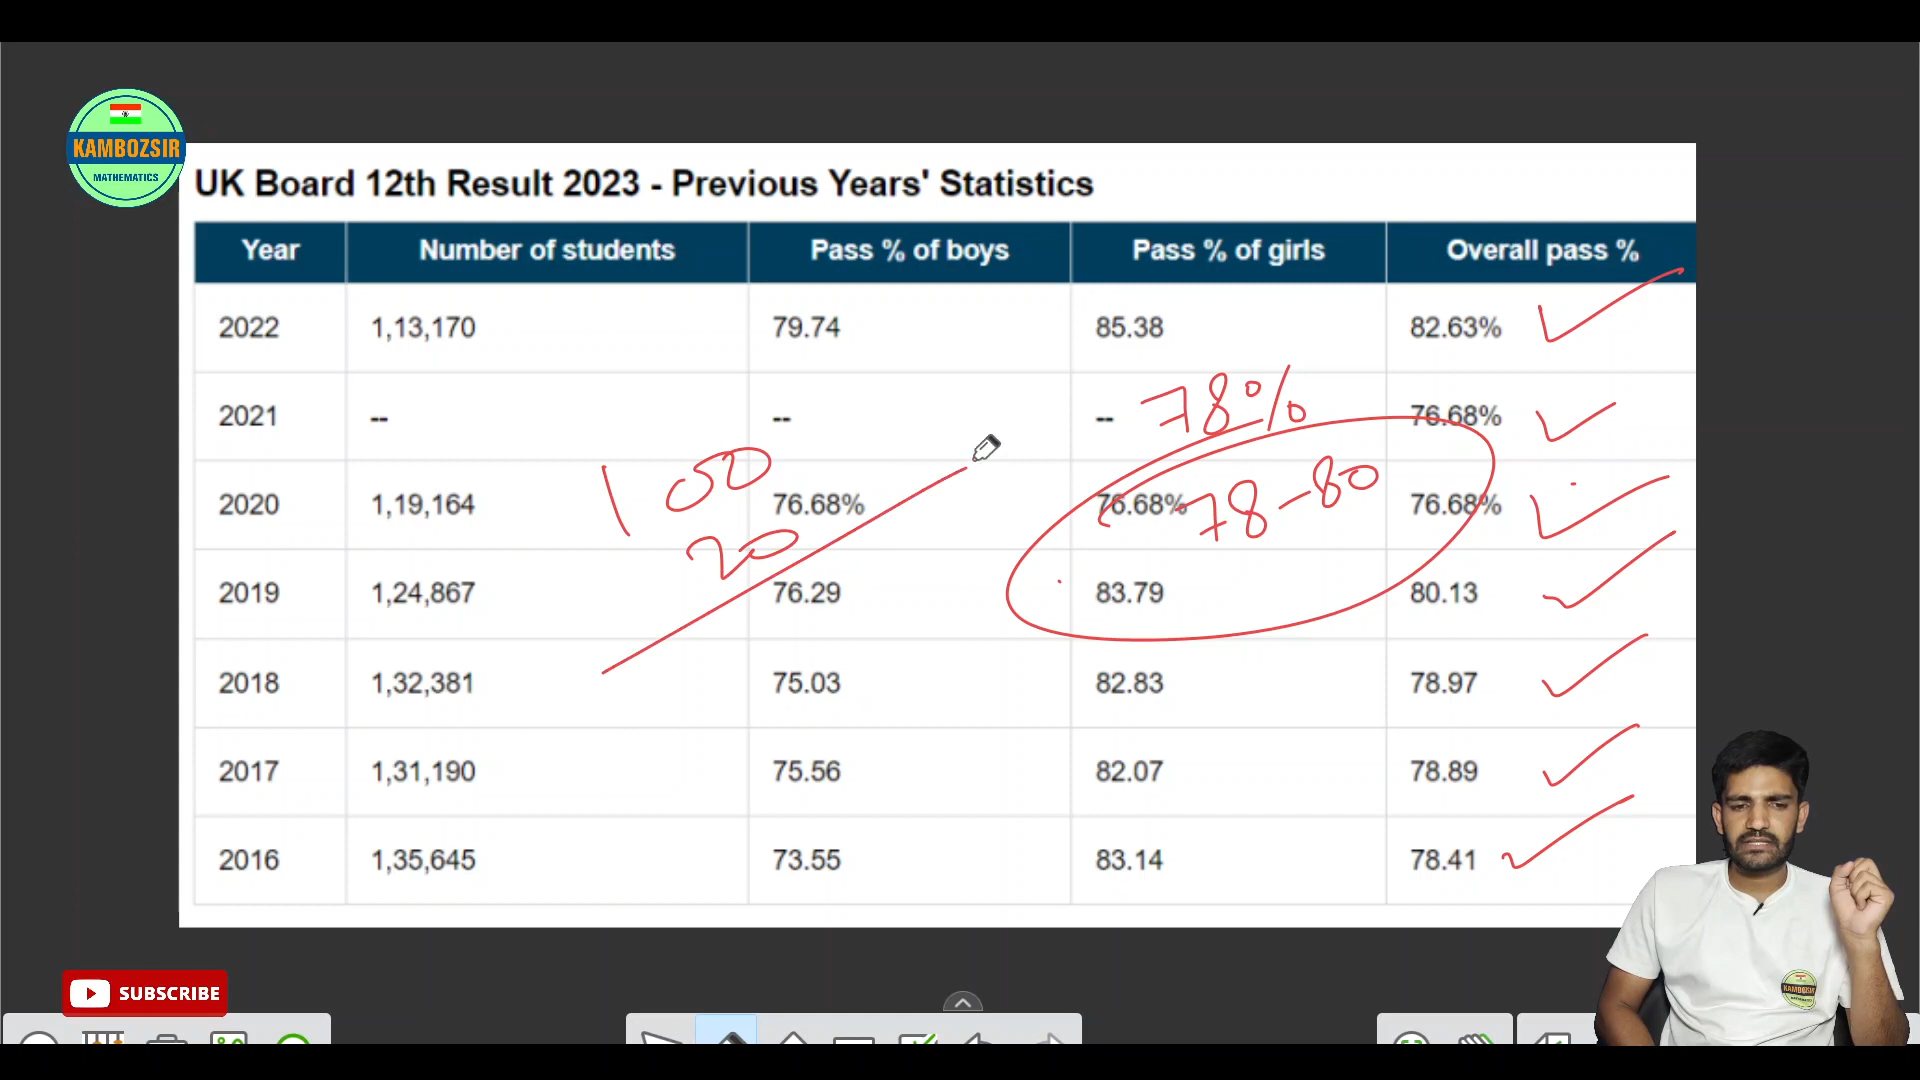 KAMBOZSIR
MATHEMATICS
UK Board 12th Result 2023 - Previous Years' Statistics
Year Number of students Pass % of boys Pass % of girls Overall pass %
2022 1,13,170 79.74 85.38 82.63%
78%
2021 -- -- -- 76.68%
100
78-80
2020 1,19,164 76.68% 76.68% 76.68%
20
2019 1,24,867 76.29 83.79 80.13
2018 1,32,381 75.03 82.83 78.97
2017 1,31,190 75.56 82.07 78.89
2016 1,35,645 73.55 83.14 78.41
KAMBOZSIR
SUBSCRIBE